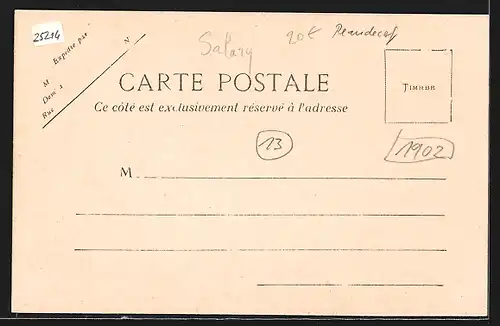 25214
Expédié par
N.
M
Dem t
Rue
Salary 20€
CARTE POSTALE
Ce côté est exclusivement réservé à l'adresse
TIMBRE
13
1902
M